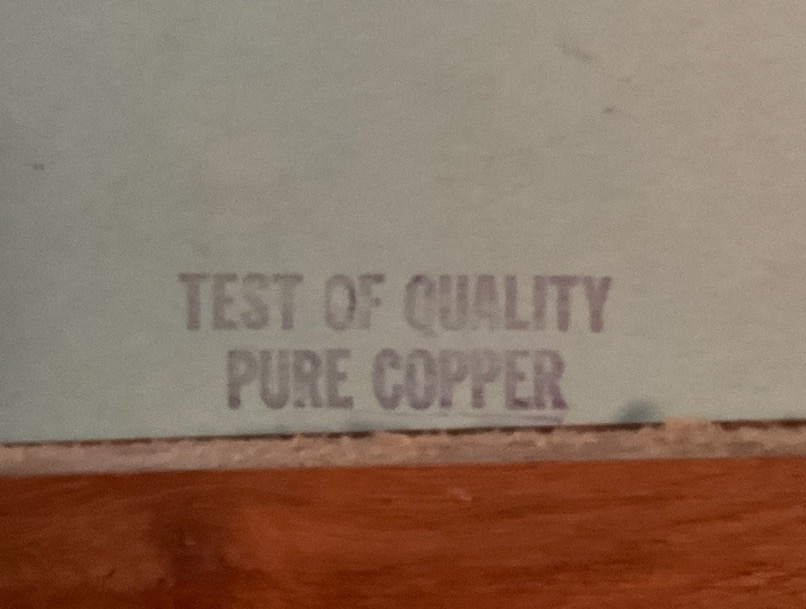 TEST OF QUALITY
PURE COPPER